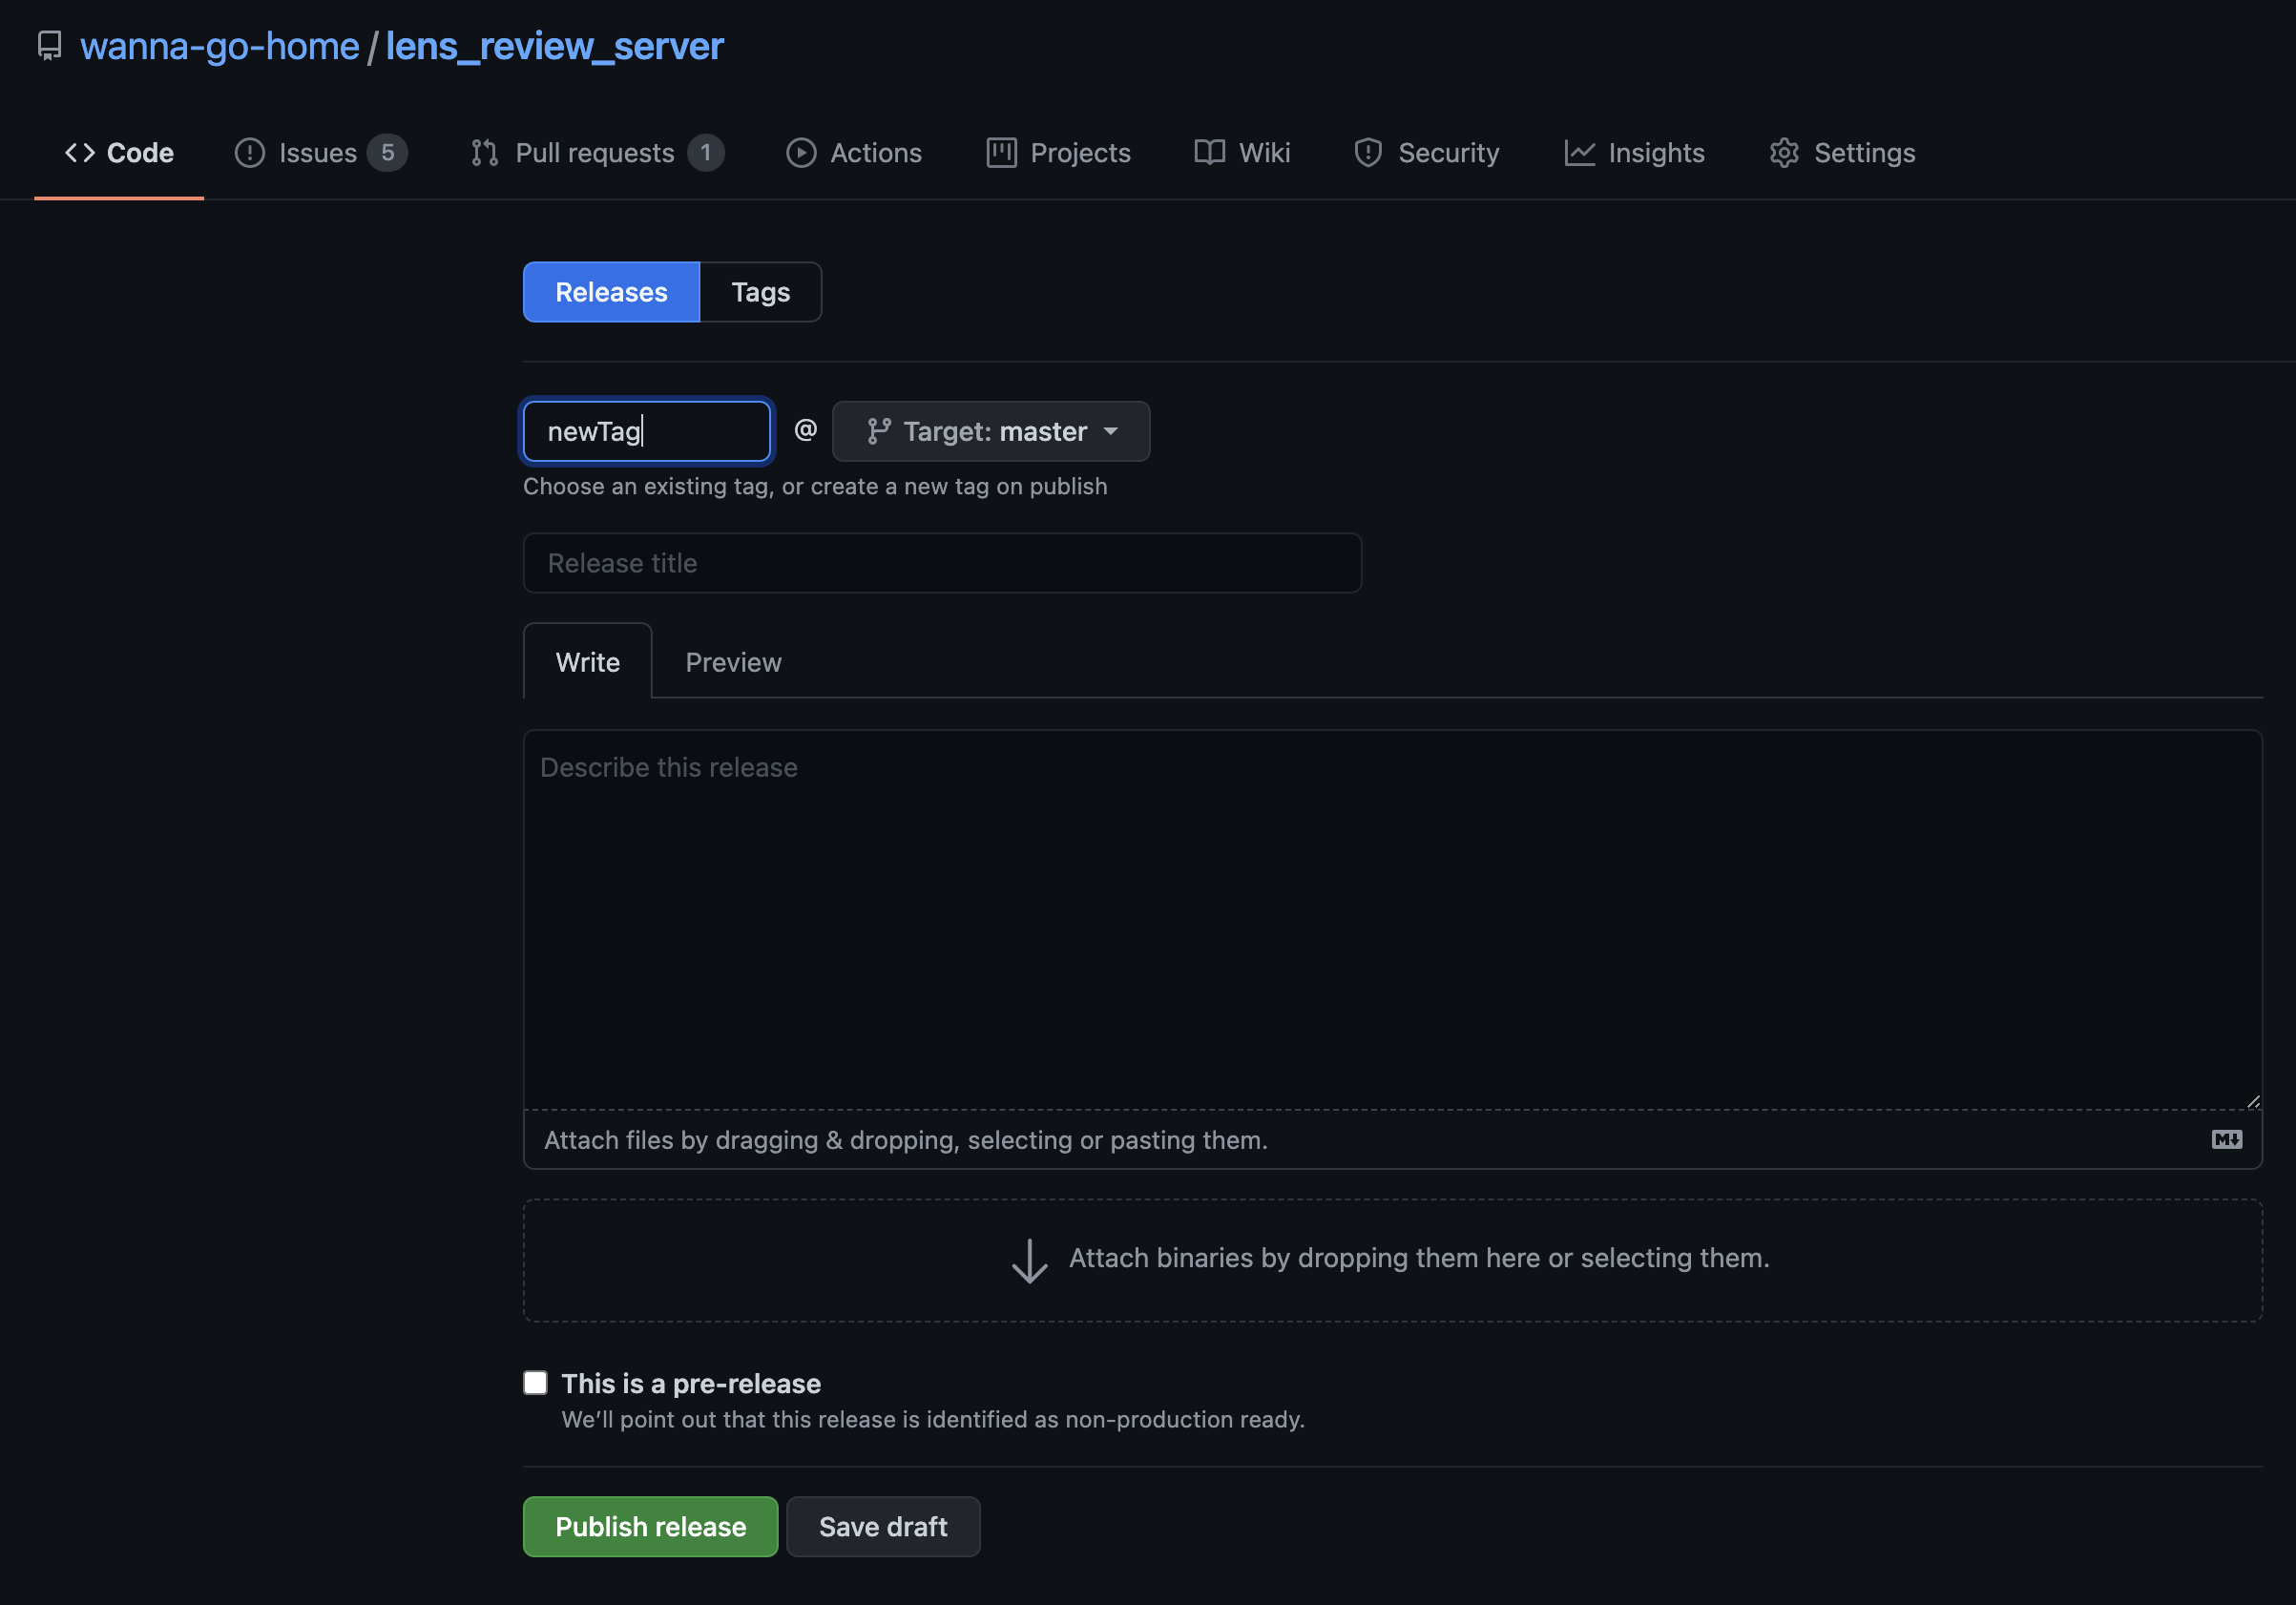 wanna-go-home / lens_review_server
Code Issues 5 Pull requests 1 Actions Projects Wiki Security Insights Settings
Releases Tags
newTag @ Target: master
Choose an existing tag, or create a new tag on publish
Release title
Write Preview
Describe this release
Attach files by dragging & dropping, selecting or pasting them.
Attach binaries by dropping them here or selecting them.
This is a pre-release
We’ll point out that this release is identified as non-production ready.
Publish release Save draft